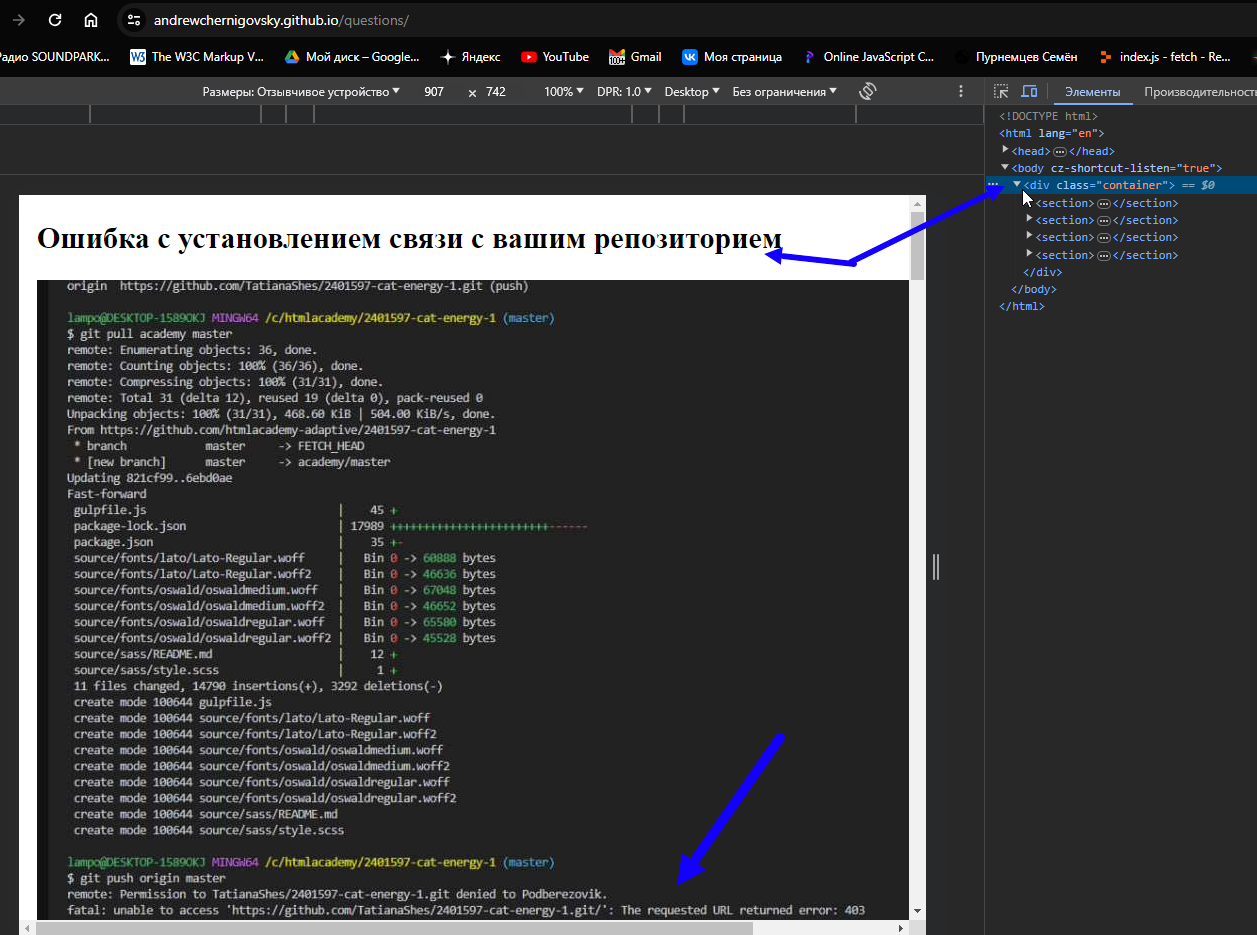 andrewchernigovsky.github.io/questions/
Радио SOUNDPARK... The W3C Markup V... Мой диск – Google... Яндекс YouTube Gmail Моя страница Online JavaScript C... Пурнемцев Семён index.js - fetch - Re...
Размеры: Отзывчивое устройство 907 × 742 100% DPR: 1.0 Desktop Без ограничения
Элементы Производительность
<!DOCTYPE html>
<html lang="en">
<head>…</head>
<body cz-shortcut-listen="true">
<div class="container"> == $0
<section>…</section>
<section>…</section>
<section>…</section>
<section>…</section>
</div>
</body>
</html>
Ошибка с установлением связи с вашим репозиторием
origin https://github.com/TatianaShes/2401597-cat-energy-1.git (push)
lampo@DESKTOP-1589OKJ MINGW64 /c/htmlacademy/2401597-cat-energy-1 (master)
$ git pull academy master
remote: Enumerating objects: 36, done.
remote: Counting objects: 100% (36/36), done.
remote: Compressing objects: 100% (31/31), done.
remote: Total 31 (delta 12), reused 19 (delta 0), pack-reused 0
Unpacking objects: 100% (31/31), 468.60 KiB | 504.00 KiB/s, done.
From https://github.com/htmlacademy-adaptive/2401597-cat-energy-1
* branch master -> FETCH_HEAD
* [new branch] master -> academy/master
Updating 821cf99..6ebd0ae
Fast-forward
gulpfile.js | 45 +
package-lock.json | 17989 ++++++++++++++++++++++++------
package.json | 35 +-
source/fonts/lato/Lato-Regular.woff | Bin 0 -> 60888 bytes
source/fonts/lato/Lato-Regular.woff2 | Bin 0 -> 46636 bytes
source/fonts/oswald/oswaldmedium.woff | Bin 0 -> 67048 bytes
source/fonts/oswald/oswaldmedium.woff2 | Bin 0 -> 46652 bytes
source/fonts/oswald/oswaldregular.woff | Bin 0 -> 65580 bytes
source/fonts/oswald/oswaldregular.woff2 | Bin 0 -> 45528 bytes
source/sass/README.md | 12 +
source/sass/style.scss | 1 +
11 files changed, 14790 insertions(+), 3292 deletions(-)
create mode 100644 gulpfile.js
create mode 100644 source/fonts/lato/Lato-Regular.woff
create mode 100644 source/fonts/lato/Lato-Regular.woff2
create mode 100644 source/fonts/oswald/oswaldmedium.woff
create mode 100644 source/fonts/oswald/oswaldmedium.woff2
create mode 100644 source/fonts/oswald/oswaldregular.woff
create mode 100644 source/fonts/oswald/oswaldregular.woff2
create mode 100644 source/sass/README.md
create mode 100644 source/sass/style.scss
lampo@DESKTOP-1589OKJ MINGW64 /c/htmlacademy/2401597-cat-energy-1 (master)
$ git push origin master
remote: Permission to TatianaShes/2401597-cat-energy-1.git denied to Podberezovik.
fatal: unable to access 'https://github.com/TatianaShes/2401597-cat-energy-1.git/': The requested URL returned error: 403